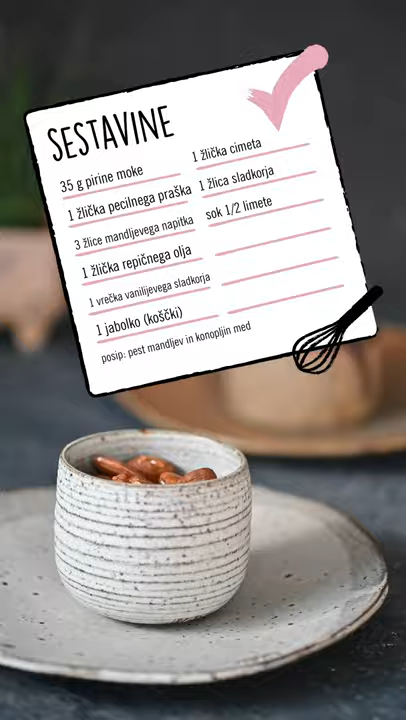 SESTAVINE
35 g pirine moke
1 žlička pecilnega praška
3 žlice mandljevega napitka
1 žlička repičnega olja
1 vrečka vanilijevega sladkorja
1 jabolko (koščki)
posip: pest mandljev in konopljin med
1 žlička cimeta
1 žlica sladkorja
sok 1/2 limete